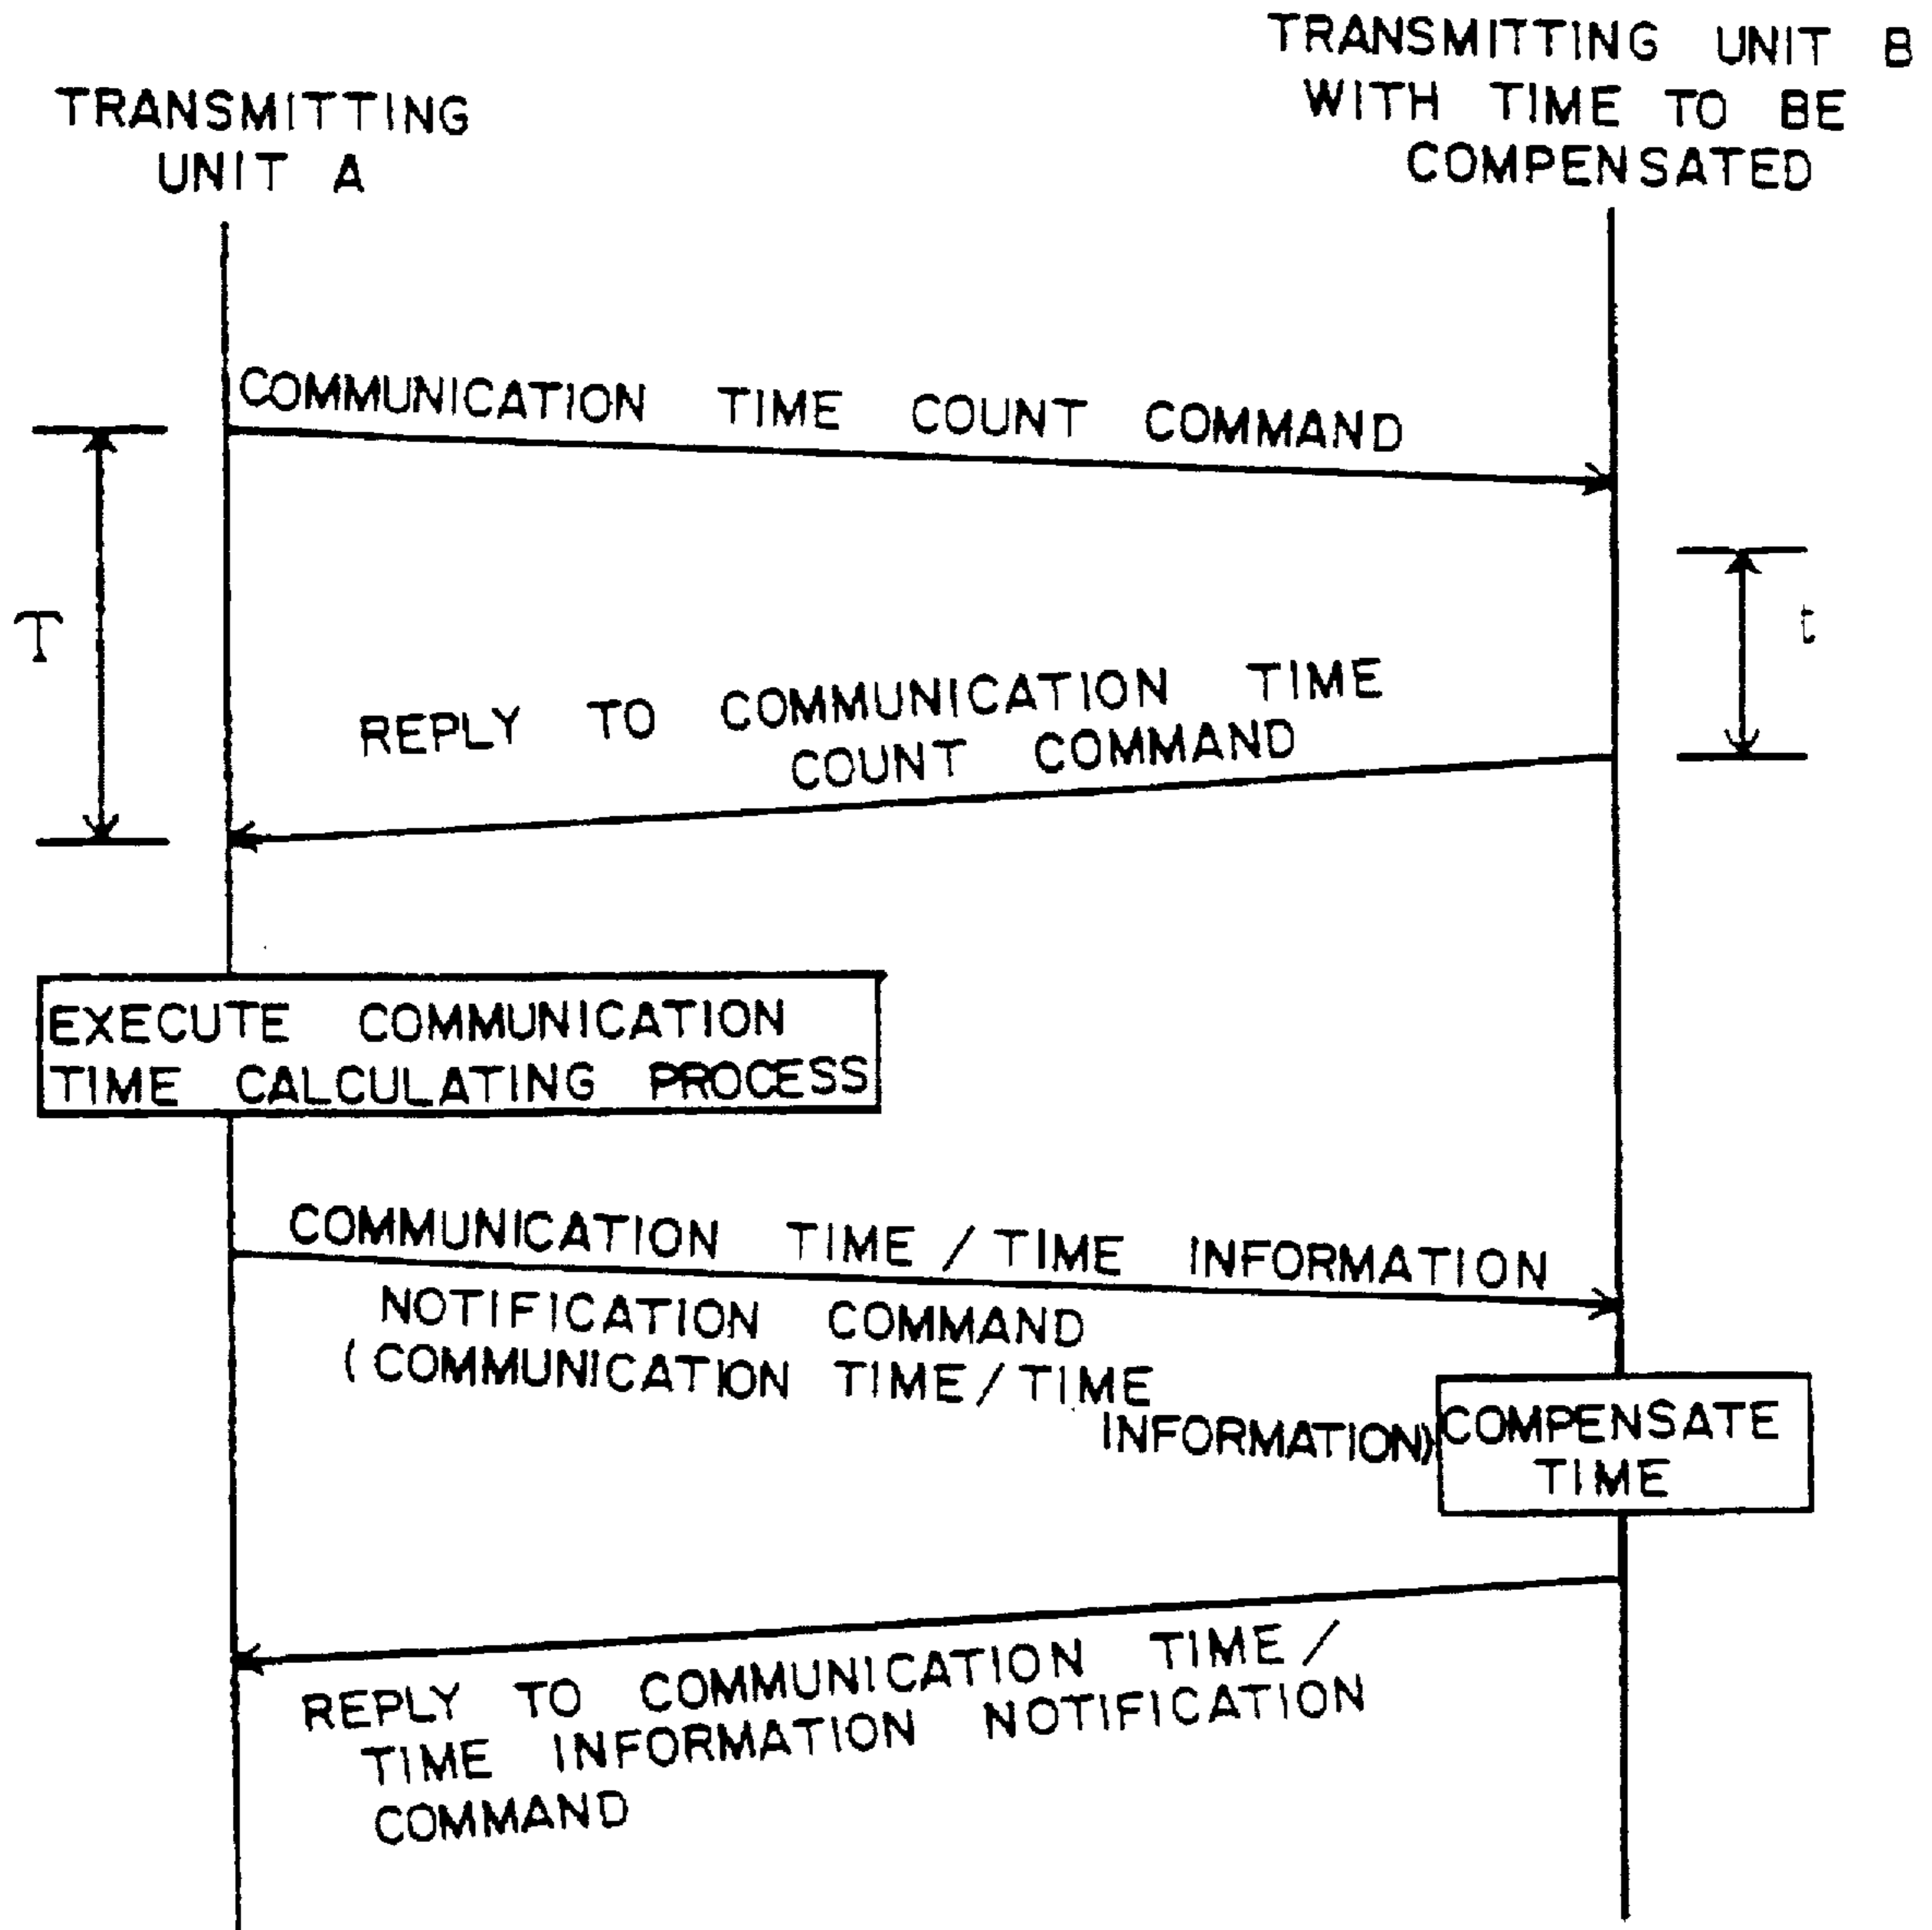 TRANSMITTING
UNIT A
TRANSMITTING UNIT B
WITH TIME TO BE
COMPENSATED
COMMUNICATION TIME COUNT COMMAND
T
t
REPLY TO COMMUNICATION TIME
COUNT COMMAND
EXECUTE COMMUNICATION
TIME CALCULATING PROCESS
COMMUNICATION TIME / TIME INFORMATION
NOTIFICATION COMMAND
(COMMUNICATION TIME/TIME
INFORMATION)
COMPENSATE
TIME
REPLY TO COMMUNICATION TIME/
TIME INFORMATION NOTIFICATION
COMMAND